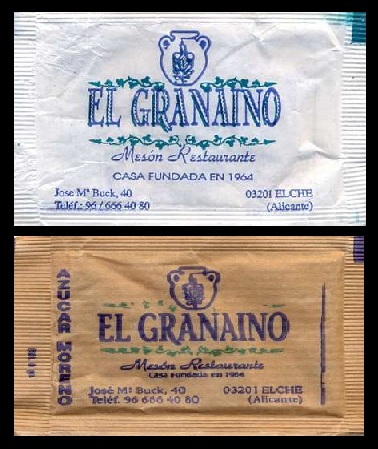 EL GRANAINO
Mesón Restaurante
CASA FUNDADA EN 1964
Jose Mª Buck, 40
03201 ELCHE
Teléf.: 96 / 666 40 80
(Alicante)
AZUCAR MORENO
EL GRANAINO
Mesón Restaurante
Casa Fundada en 1964
José Mª Buck, 40
03201 ELCHE
Teléf. 96 666 40 80
(Alicante)